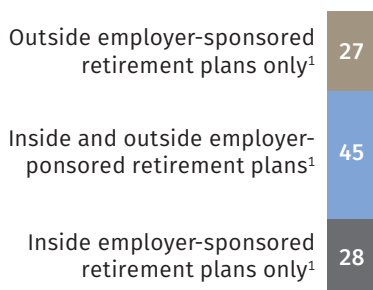 Outside employer-sponsored
retirement plans only¹
27
Inside and outside employer-
ponsored retirement plans¹
45
Inside employer-sponsored
retirement plans only¹
28